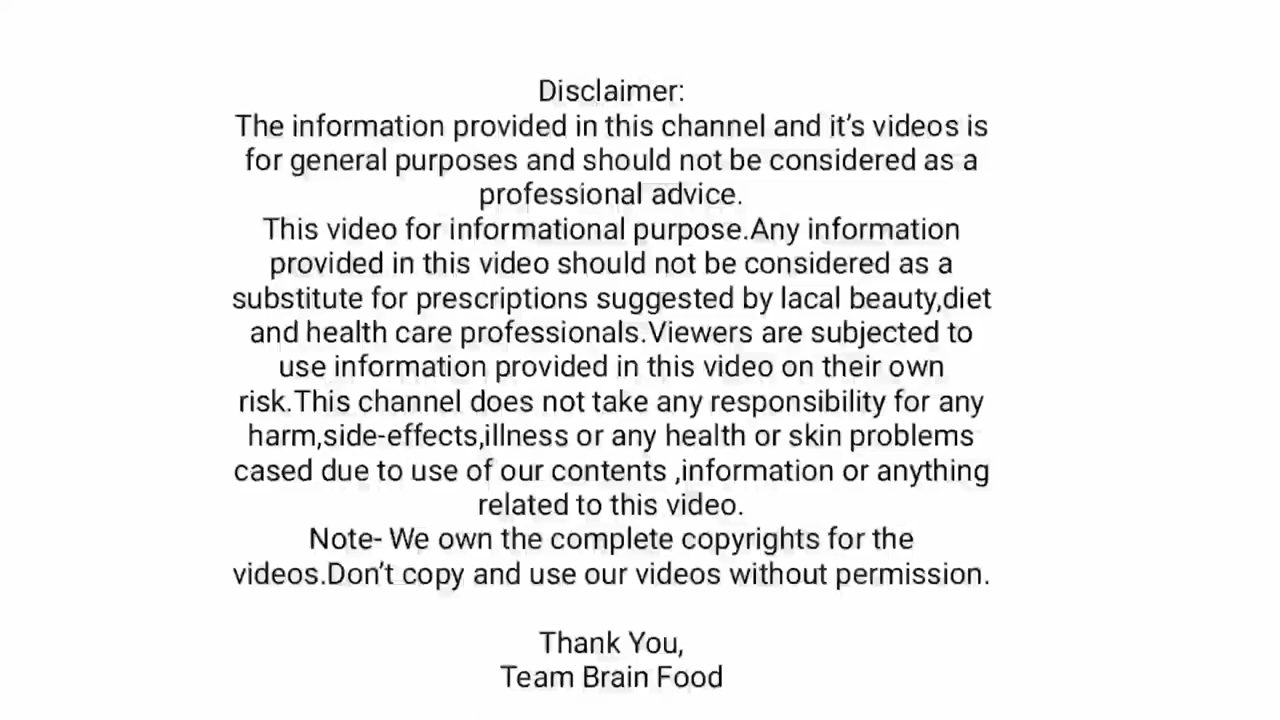 Disclaimer:
The information provided in this channel and it's videos is
for general purposes and should not be considered as a
professional advice.
This video for informational purpose.Any information
provided in this video should not be considered as a
substitute for prescriptions suggested by lacal beauty,diet
and health care professionals.Viewers are subjected to
use information provided in this video on their own
risk.This channel does not take any responsibility for any
harm,side-effects,illness or any health or skin problems
cased due to use of our contents ,information or anything
related to this video.
Note- We own the complete copyrights for the
videos.Don't copy and use our videos without permission.
Thank You,
Team Brain Food